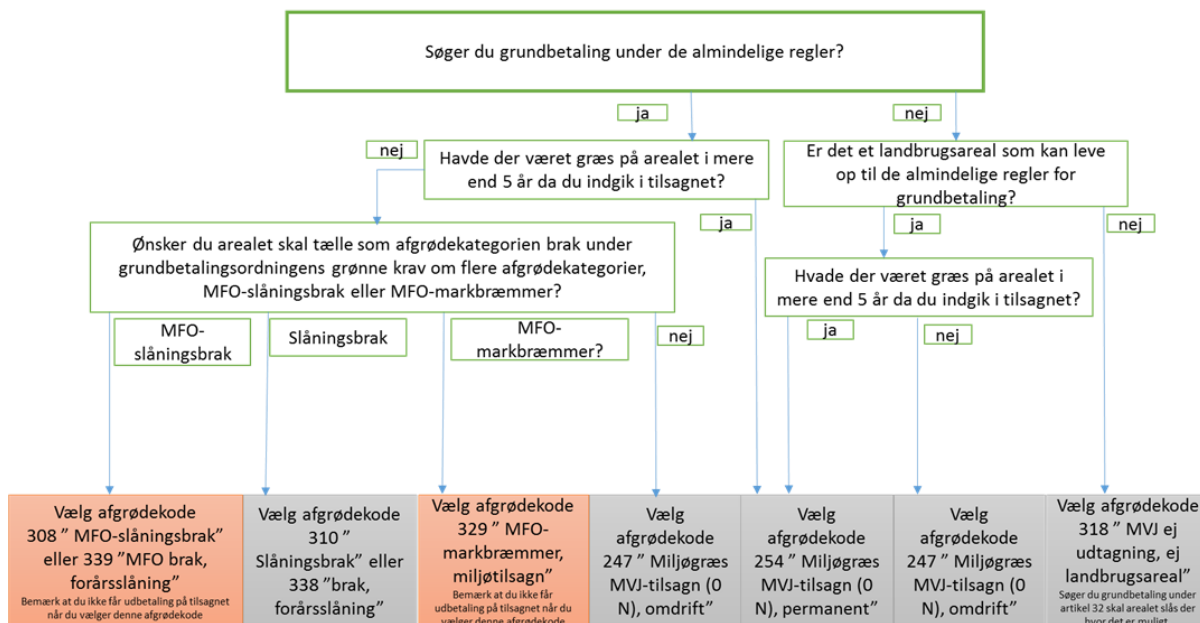 Søger du grundbetaling under de almindelige regler?
ja
nej
nej
Havde der været græs på arealet i mere
end 5 år da du indgik i tilsagnet?
Er det et landbrugsareal som kan leve
op til de almindelige regler for
grundbetaling?
ja
ja
nej
Ønsker du arealet skal tælle som afgrødekategorien brak under
grundbetalingsordningens grønne krav om flere afgrødekategorier,
MFO-slåningsbrak eller MFO-markbræmmer?
Hvade der været græs på arealet i
mere end 5 år da du indgik i tilsagnet?
MFO-
slåningsbrak
Slåningsbrak
MFO-
markbræmmer?
nej
ja
nej
Vælg afgrødekode
308 ” MFO-slåningsbrak”
eller 339 ”MFO brak,
forårsslåning”
Bemærk at du ikke får udbetaling på tilsagnet
når du vælger denne afgrødekode
Vælg afgrødekode
310 ”
Slåningsbrak” eller
338 ”brak,
forårsslåning”
Vælg afgrødekode
329 ” MFO-
markbræmmer,
miljøtilsagn”
Bemærk at du ikke får
udbetaling på tilsagnet når du
vælger denne afgrødekode
Vælg
afgrødekode
247 ” Miljøgræs
MVJ-tilsagn (0
N), omdrift”
Vælg
afgrødekode
254 ” Miljøgræs
MVJ-tilsagn (0
N), permanent”
Vælg
afgrødekode
247 ” Miljøgræs
MVJ-tilsagn (0
N), omdrift”
Vælg afgrødekode
318 ” MVJ ej
udtagning, ej
landbrugsareal”
Søger du grundbetaling under
artikel 32 skal arealet slås der
hvor det er muligt